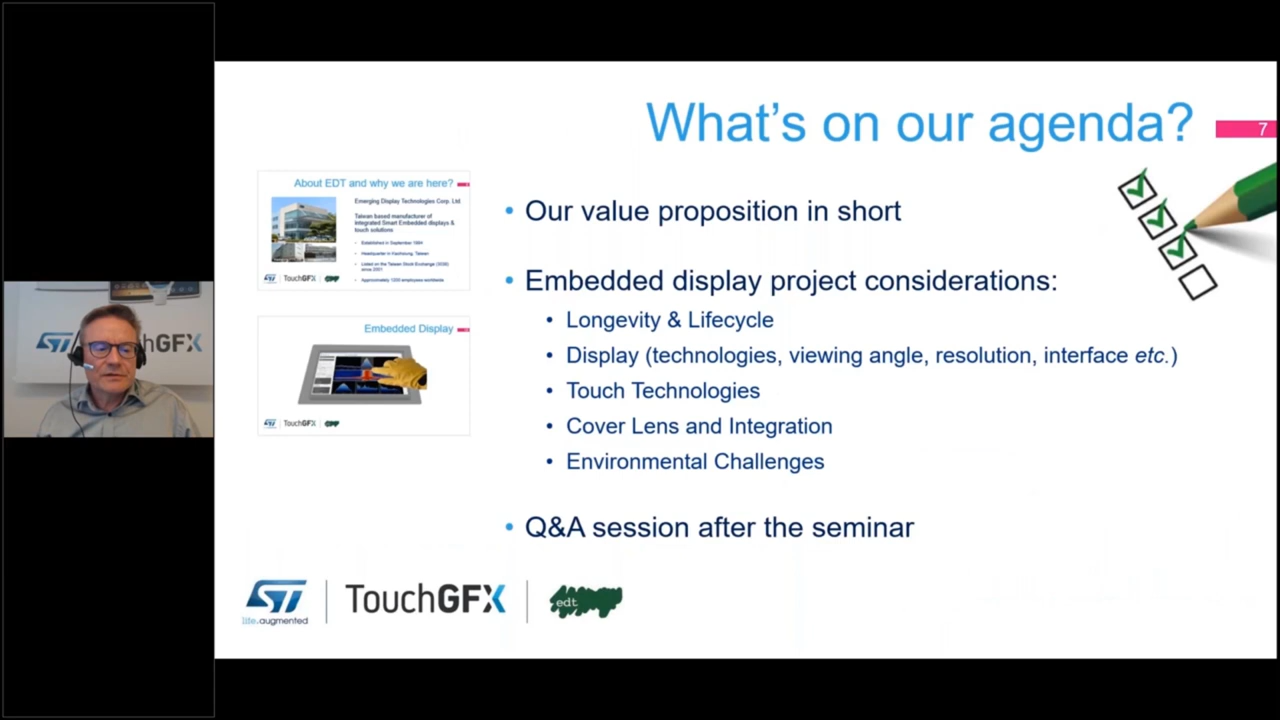 What's on our agenda?
7
About EDT and why we are here?
Emerging Display Technologies Corp. Ltd.
Taiwan based manufacturer of
Integrated Smart Embedded displays &
touch solutions
• Established in September 1994
• Headquarter in Kaohsiung, Taiwan
• Listed on the Taiwan Stock Exchange
since 2001
• Approximately 1200 employees worldwide
TouchGFX
Embedded Display
TouchGFX
• Our value proposition in short
• Embedded display project considerations:
• Longevity & Lifecycle
• Display (technologies, viewing angle, resolution, interface etc.)
• Touch Technologies
• Cover Lens and Integration
• Environmental Challenges
• Q&A session after the seminar
ST
life.augmented
TouchGFX
edt
ST
uchGFX